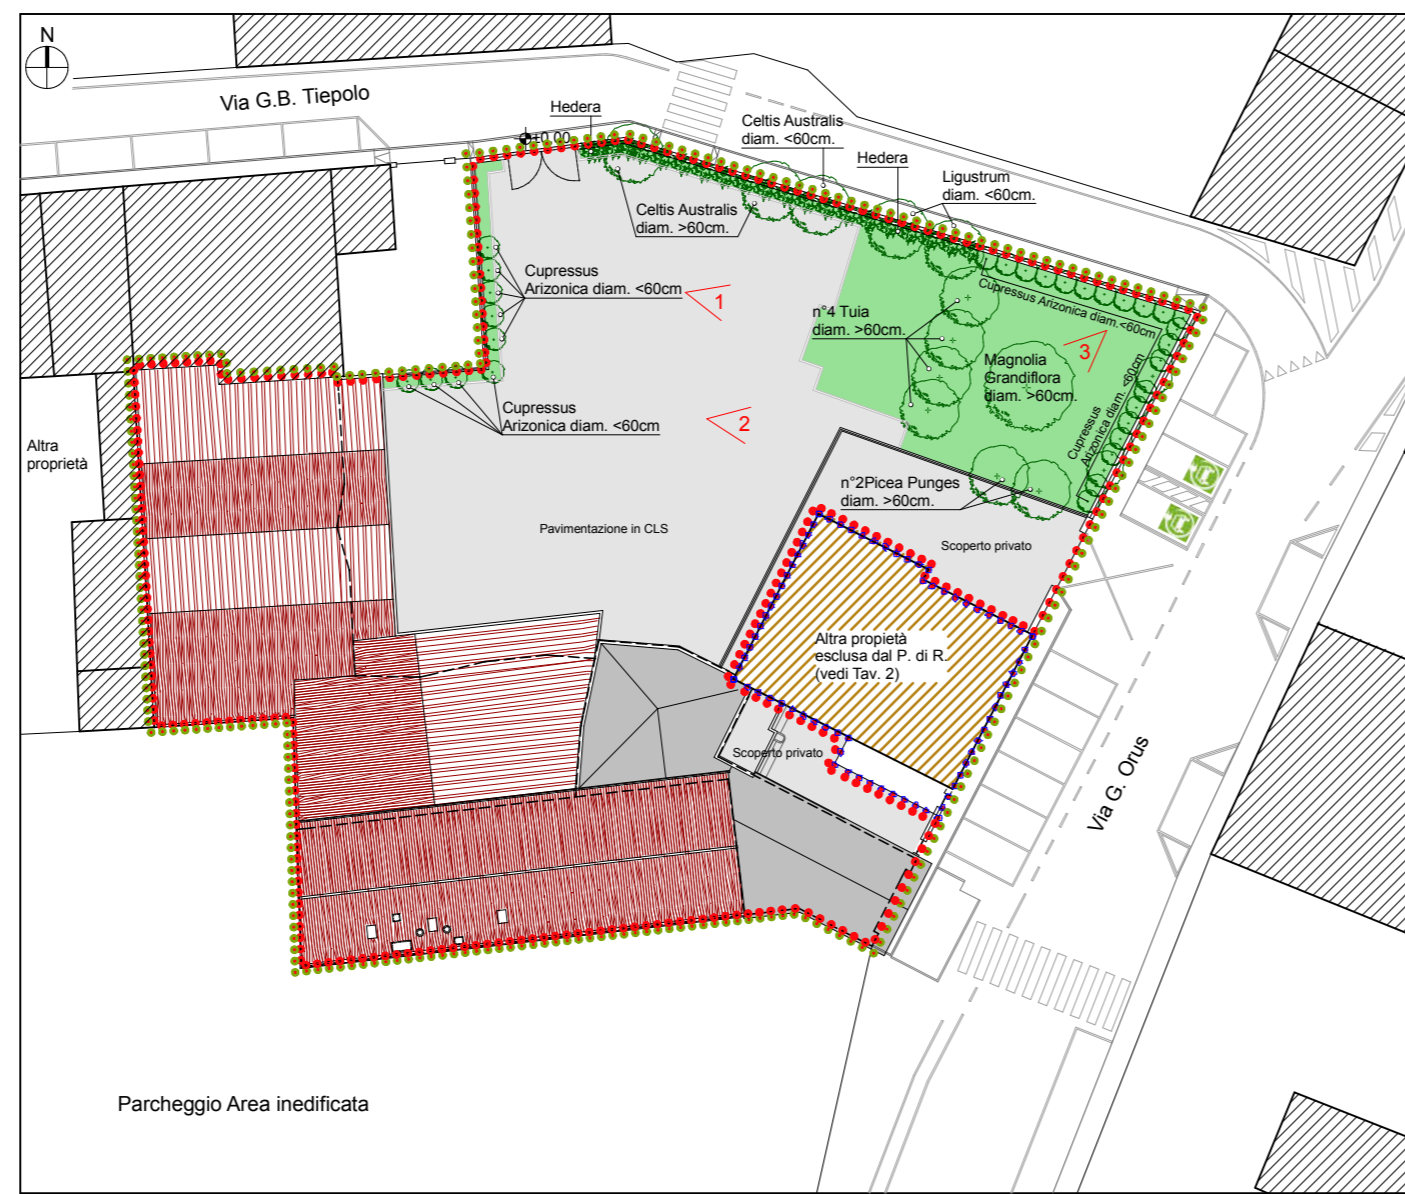 N
Via G.B. Tiepolo
Hedera
±0.00
Celtis Australis
diam. <60cm.
Hedera
Ligustrum
diam. <60cm.
Celtis Australis
diam. >60cm.
Cupressus
Arizonica diam. <60cm
1
n°4 Tuia
diam. >60cm.
Cupressus Arizonica diam.<60cm
3
Magnolia
Grandiflora
diam. >60cm.
Cupressus
Arizonica diam. <60cm
Cupressus
Arizonica diam. <60cm
2
Altra
proprietà
n°2Picea Punges
diam. >60cm.
Pavimentazione in CLS
Scoperto privato
Altra propietà
esclusa dal P. di R.
(vedi Tav. 2)
Scoperto privato
Via G. Orus
Parcheggio Area inedificata